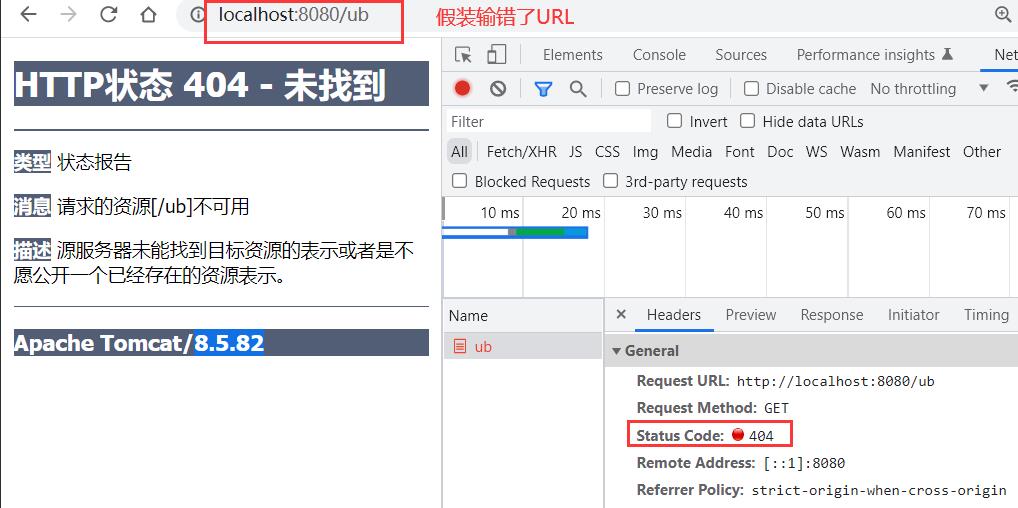 localhost:8080/ub
假装输错了URL
HTTP状态 404 - 未找到
类型 状态报告
消息 请求的资源[/ub]不可用
描述 源服务器未能找到目标资源的表示或者是不
愿公开一个已经存在的资源表示。
Apache Tomcat/8.5.82
Elements Console Sources Performance insights Net
Preserve log Disable cache No throttling
Filter Invert Hide data URLs
All Fetch/XHR JS CSS Img Media Font Doc WS Wasm Manifest Other
Blocked Requests 3rd-party requests
10 ms 20 ms 30 ms 40 ms 50 ms 60 ms 70 ms
Name
ub
× Headers Preview Response Initiator Timing
General
Request URL: http://localhost:8080/ub
Request Method: GET
Status Code: 404
Remote Address: [::1]:8080
Referrer Policy: strict-origin-when-cross-origin